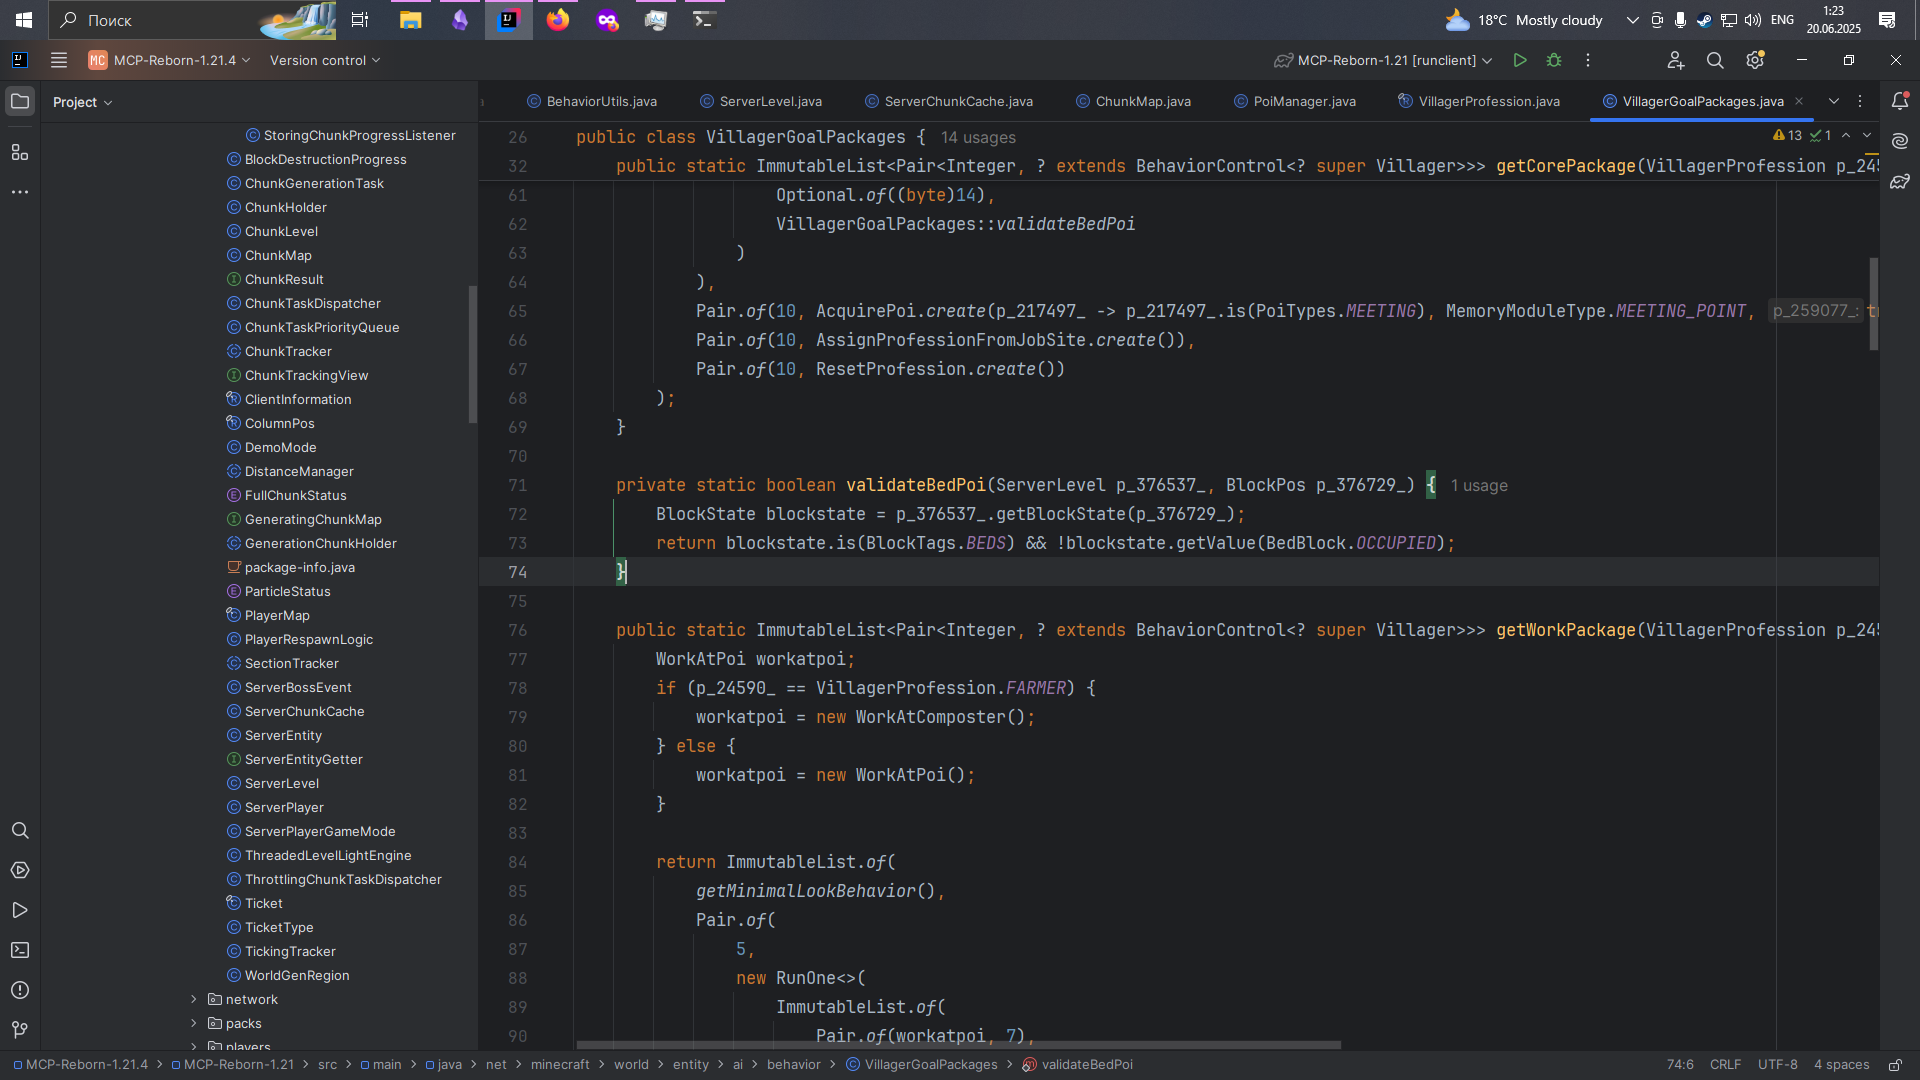 Поиск
18°C Mostly cloudy
ENG
1:23
20.06.2025
MC MCP-Reborn-1.21.4
Version control
MCP-Reborn-1.21 [runclient]
Project
BehaviorUtils.java
ServerLevel.java
ServerChunkCache.java
ChunkMap.java
PoiManager.java
VillagerProfession.java
VillagerGoalPackages.java
StoringChunkProgressListener
BlockDestructionProgress
ChunkGenerationTask
ChunkHolder
ChunkLevel
ChunkMap
ChunkResult
ChunkTaskDispatcher
ChunkTaskPriorityQueue
ChunkTracker
ChunkTrackingView
ClientInformation
ColumnPos
DemoMode
DistanceManager
FullChunkStatus
GeneratingChunkMap
GenerationChunkHolder
package-info.java
ParticleStatus
PlayerMap
PlayerRespawnLogic
SectionTracker
ServerBossEvent
ServerChunkCache
ServerEntity
ServerEntityGetter
ServerLevel
ServerPlayer
ServerPlayerGameMode
ThreadedLevelLightEngine
ThrottlingChunkTaskDispatcher
Ticket
TicketType
TickingTracker
WorldGenRegion
network
packs
players
26 public class VillagerGoalPackages { 14 usages
13 1
32 public static ImmutableList<Pair<Integer, ? extends BehaviorControl<? super Villager>>> getCorePackage(VillagerProfession p_245
61 Optional.of((byte)14),
62 VillagerGoalPackages::validateBedPoi
63 )
64 ),
65 Pair.of(10, AcquirePoi.create(p_217497_ -> p_217497_.is(PoiTypes.MEETING), MemoryModuleType.MEETING_POINT, p_259077_: t
66 Pair.of(10, AssignProfessionFromJobSite.create()),
67 Pair.of(10, ResetProfession.create())
68 );
69 }
70
71 private static boolean validateBedPoi(ServerLevel p_376537_, BlockPos p_376729_) { 1 usage
72 BlockState blockstate = p_376537_.getBlockState(p_376729_);
73 return blockstate.is(BlockTags.BEDS) && !blockstate.getValue(BedBlock.OCCUPIED);
74 }
75
76 public static ImmutableList<Pair<Integer, ? extends BehaviorControl<? super Villager>>> getWorkPackage(VillagerProfession p_245
77 WorkAtPoi workatpoi;
78 if (p_24590_ == VillagerProfession.FARMER) {
79 workatpoi = new WorkAtComposter();
80 } else {
81 workatpoi = new WorkAtPoi();
82 }
83
84 return ImmutableList.of(
85 getMinimalLookBehavior(),
86 Pair.of(
87 5,
88 new RunOne<>(
89 ImmutableList.of(
90 Pair.of(workatpoi, 7),
MCP-Reborn-1.21.4 > MCP-Reborn-1.21 > src > main > java > net > minecraft > world > entity > ai > behavior > VillagerGoalPackages > validateBedPoi
74:6 CRLF UTF-8 4 spaces